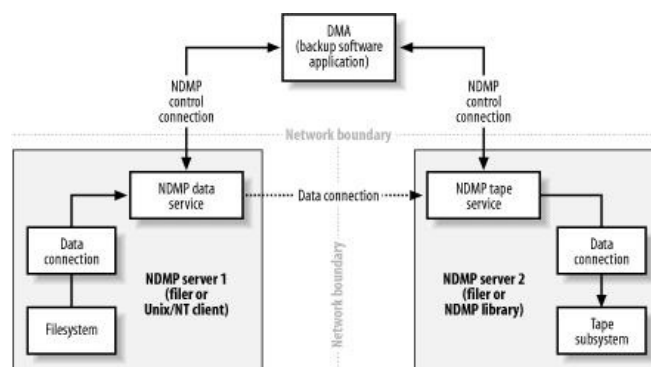 DMA
(backup software
application)
NDMP
control
connection
NDMP
control
connection
Network boundary
NDMP data
service
Data connection
NDMP tape
service
Data
connection
NDMP server 1
(filer or
Unix/NT client)
Filesystem
Network boundary
NDMP server 2
(filer or
NDMP library)
Data
connection
Tape
subsystem